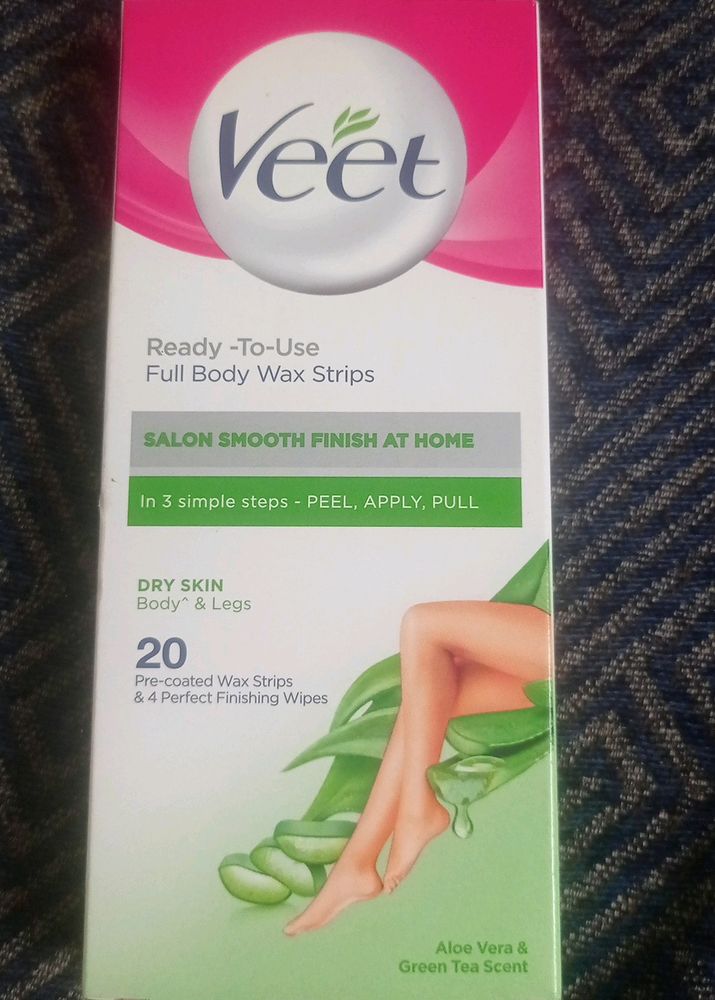 Veet
Ready -To-Use
Full Body Wax Strips
SALON SMOOTH FINISH AT HOME
In 3 simple steps - PEEL, APPLY, PULL
DRY SKIN
Body^ & Legs
20
Pre-coated Wax Strips
& 4 Perfect Finishing Wipes
Aloe Vera &
Green Tea Scent